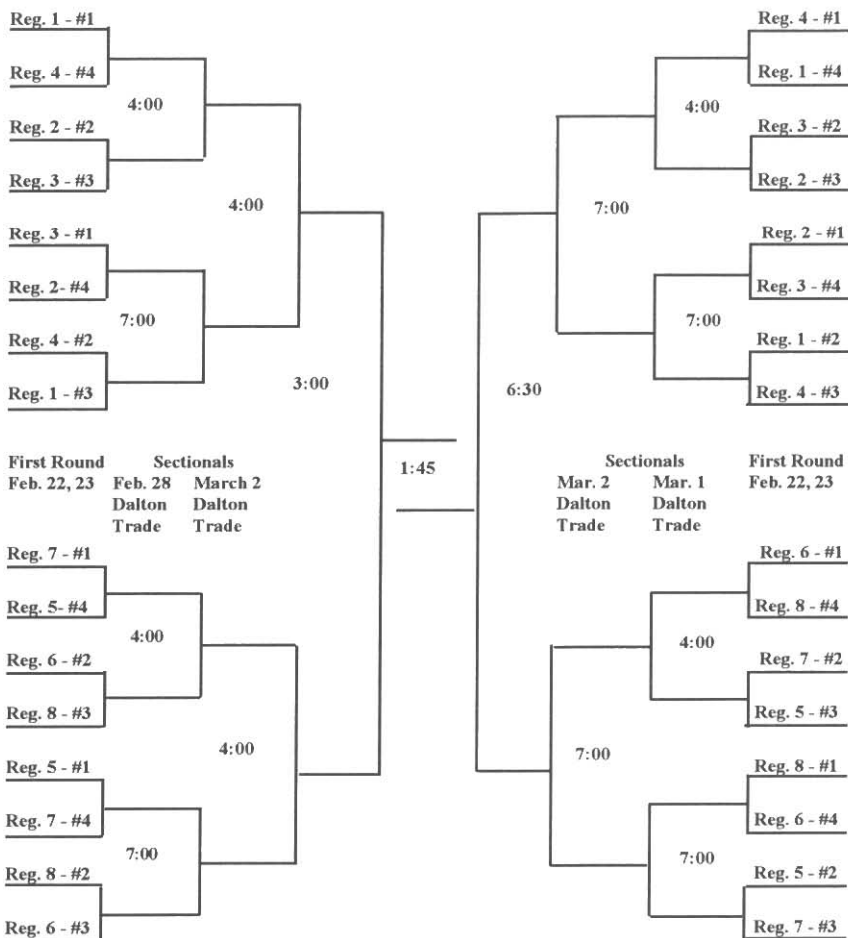 Reg. 1 - #1
Reg. 4 - #4
4:00
Reg. 2 - #2
Reg. 3 - #3
4:00
Reg. 3 - #1
Reg. 2- #4
7:00
Reg. 4 - #2
Reg. 1 - #3
3:00
First Round
Feb. 22, 23
Sectionals
Feb. 28
Dalton
Trade
March 2
Dalton
Trade
Reg. 7 - #1
Reg. 5- #4
4:00
Reg. 6 - #2
Reg. 8 - #3
4:00
Reg. 5 - #1
Reg. 7 - #4
7:00
Reg. 8 - #2
Reg. 6 - #3
1:45
Reg. 4 - #1
Reg. 1 - #4
4:00
Reg. 3 - #2
Reg. 2 - #3
7:00
Reg. 2 - #1
Reg. 3 - #4
7:00
Reg. 1 - #2
Reg. 4 - #3
6:30
Sectionals
Mar. 2
Dalton
Trade
Mar. 1
Dalton
Trade
First Round
Feb. 22, 23
Reg. 6 - #1
Reg. 8 - #4
4:00
Reg. 7 - #2
Reg. 5 - #3
7:00
Reg. 8 - #1
Reg. 6 - #4
7:00
Reg. 5 - #2
Reg. 7 - #3